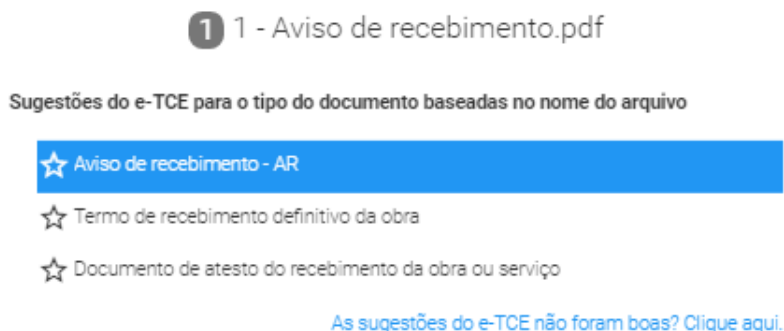 1 1 - Aviso de recebimento.pdf
Sugestões do e-TCE para o tipo do documento baseadas no nome do arquivo
Aviso de recebimento - AR
Termo de recebimento definitivo da obra
Documento de atesto do recebimento da obra ou serviço
As sugestões do e-TCE não foram boas? Clique aqui.